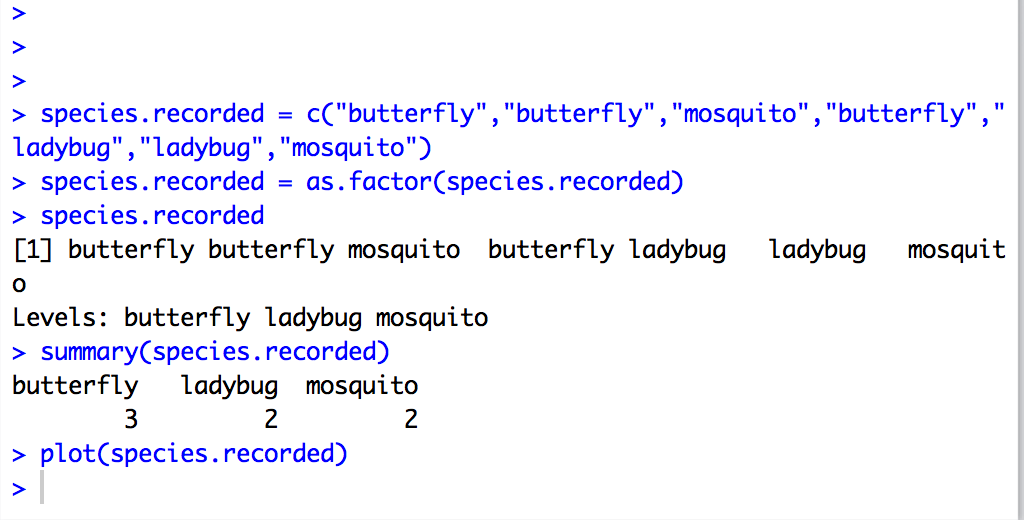 >
>
>
> species.recorded = c("butterfly","butterfly","mosquito","butterfly","
ladybug","ladybug","mosquito")
> species.recorded = as.factor(species.recorded)
> species.recorded
[1] butterfly butterfly mosquito  butterfly ladybug   ladybug   mosquit
o
Levels: butterfly ladybug mosquito
> summary(species.recorded)
butterfly   ladybug  mosquito
        3         2         2
> plot(species.recorded)
>